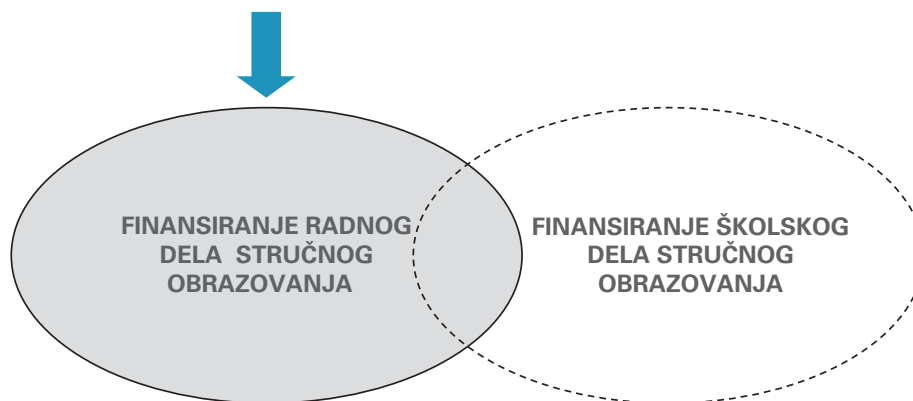 FINANSIRANJE RADNOG
DELA STRUČNOG
OBRAZOVANJA
FINANSIRANJE ŠKOLSKOG
DELA STRUČNOG
OBRAZOVANJA